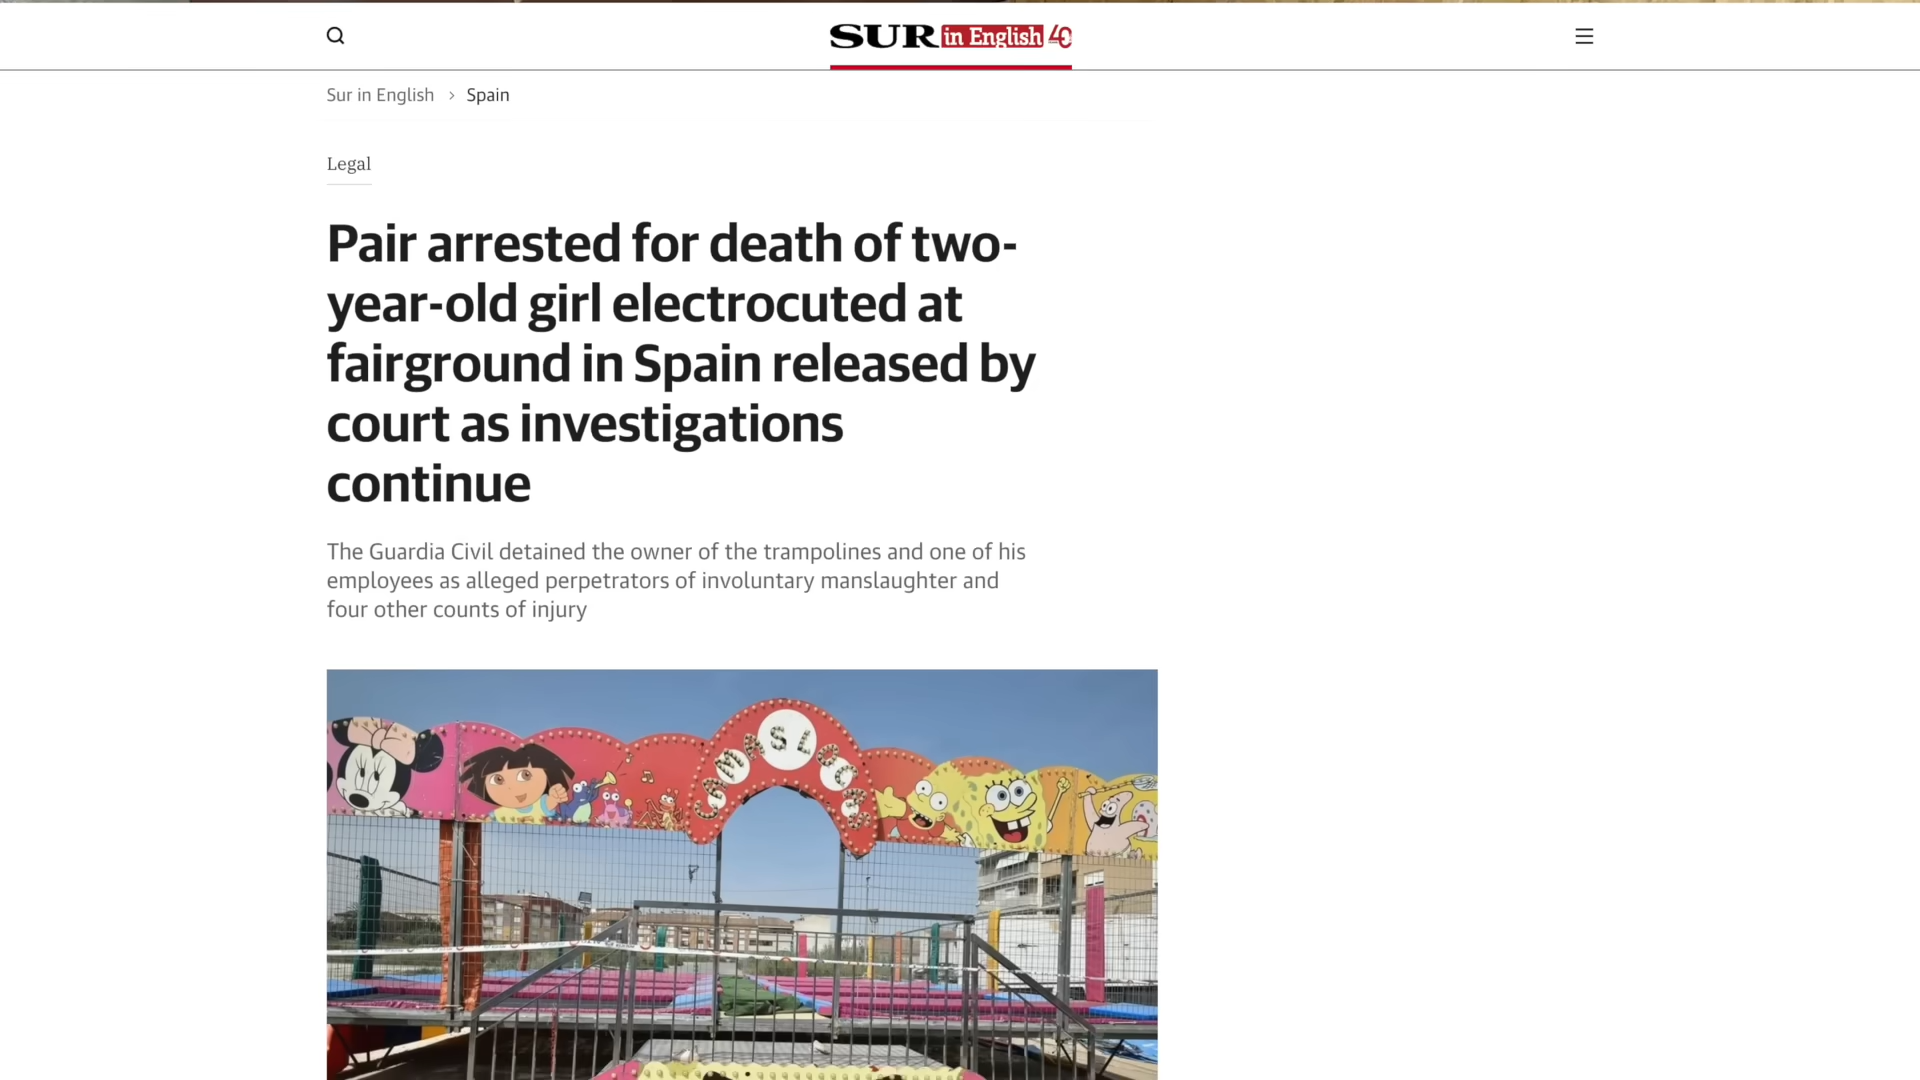 SUR in English 40
Sur in English > Spain
Legal
Pair arrested for death of two-
year-old girl electrocuted at
fairground in Spain released by
court as investigations
continue
The Guardia Civil detained the owner of the trampolines and one of his
employees as alleged perpetrators of involuntary manslaughter and
four other counts of injury